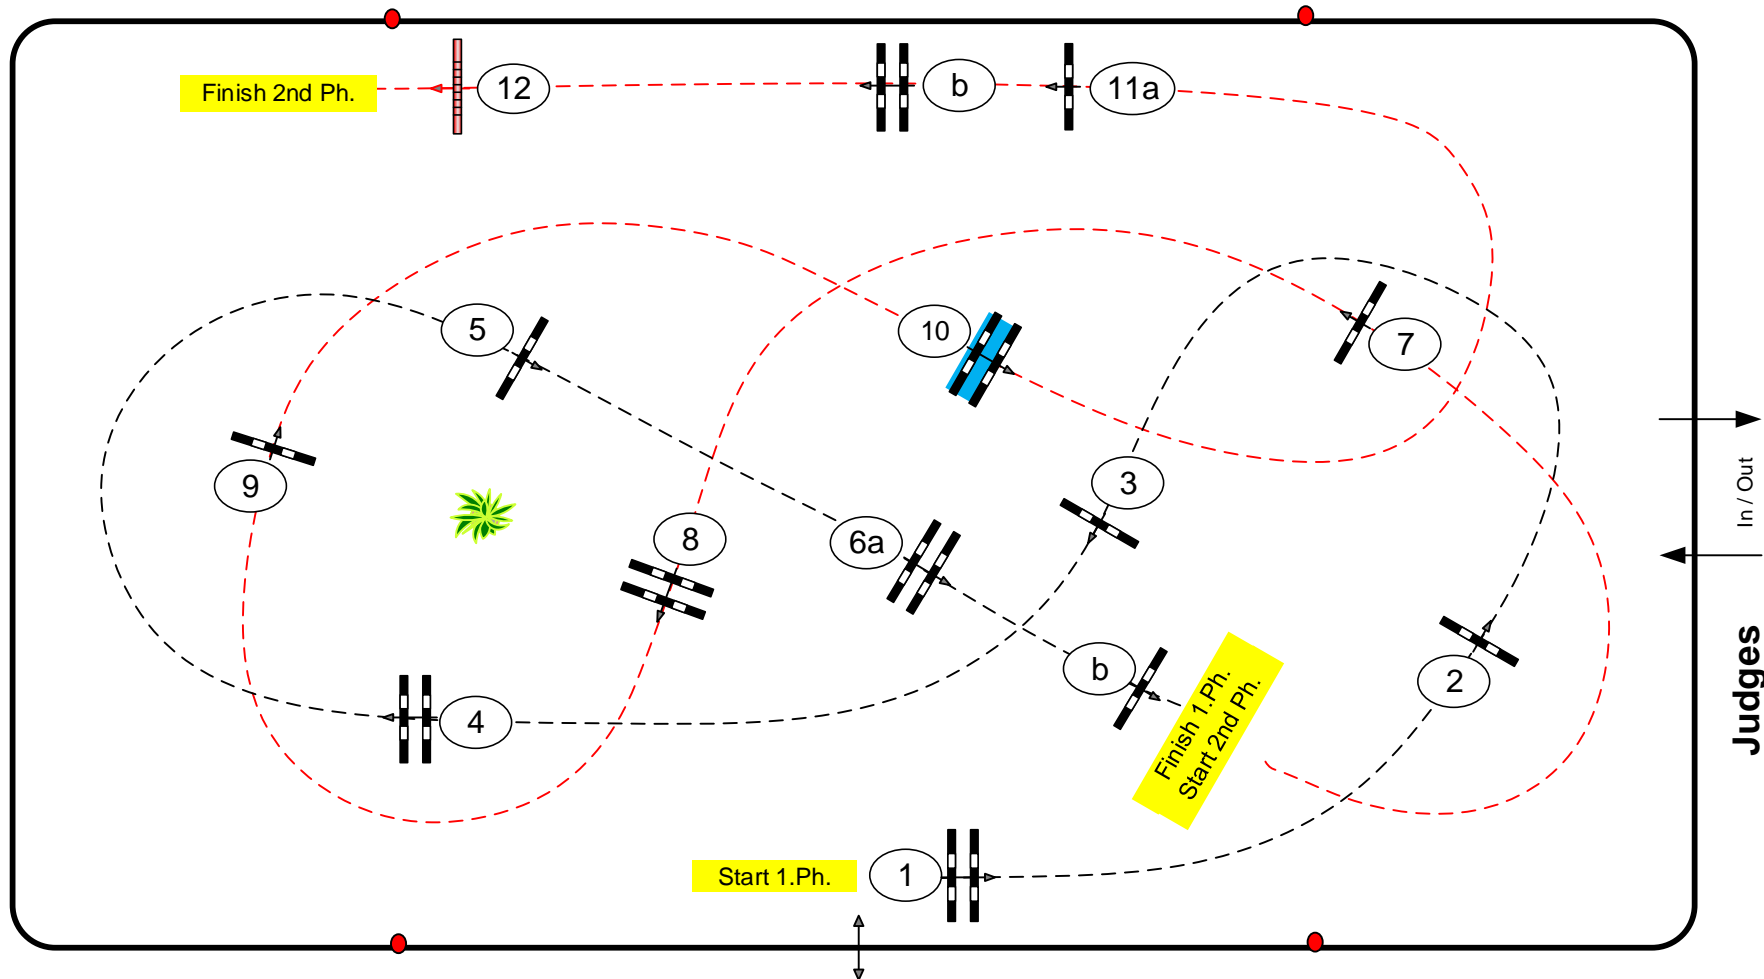 12
b
11a
Finish 2nd Ph.
5
10
7
3
9
8
6a
In / Out
b
2
4
Finish 1.Ph.
Start 2nd Ph.
Judges
Start 1.Ph.
1